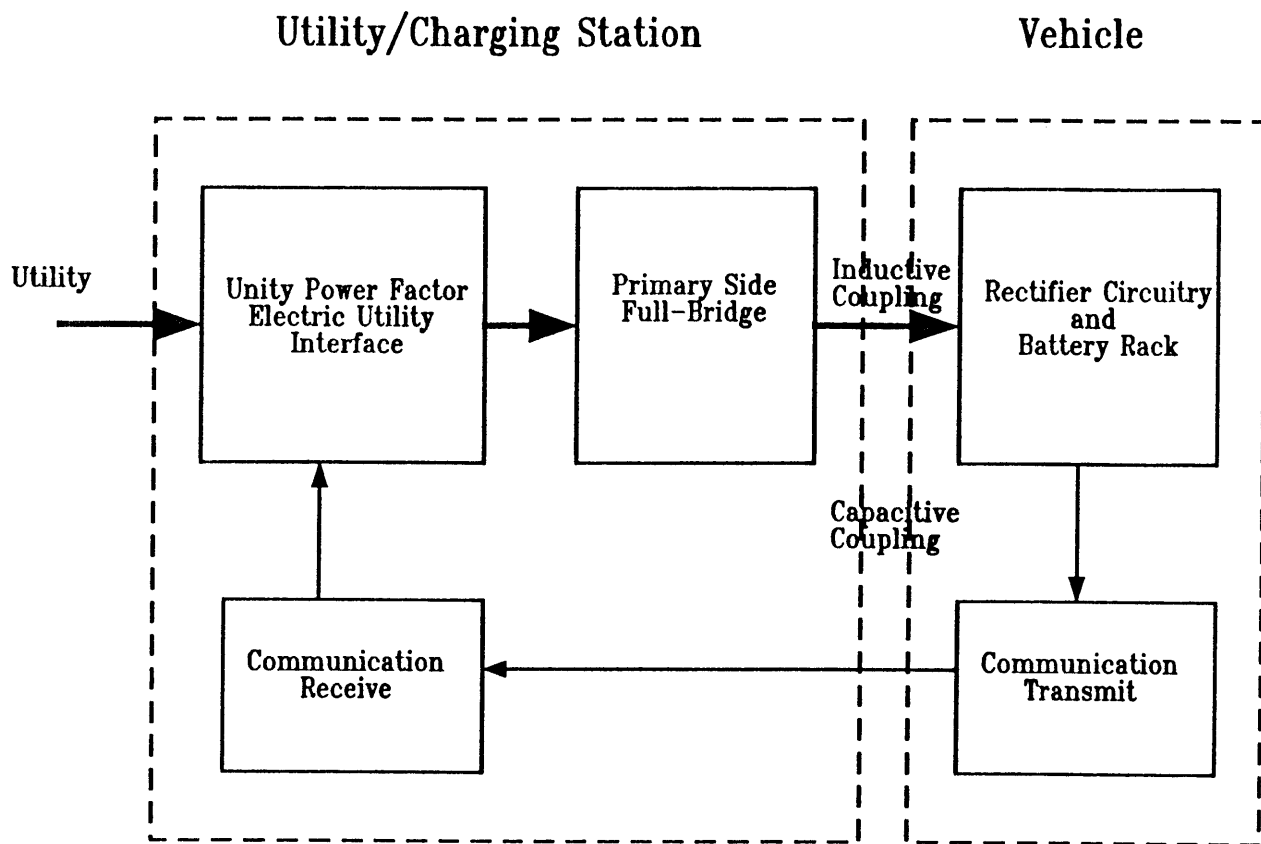 Utility/Charging Station
Vehicle
Utility
Unity Power Factor
Electric Utility
Interface
Primary Side
Full-Bridge
Inductive
Coupling
Rectifier Circuitry
and
Battery Rack
Capacitive
Coupling
Communication
Receive
Communication
Transmit